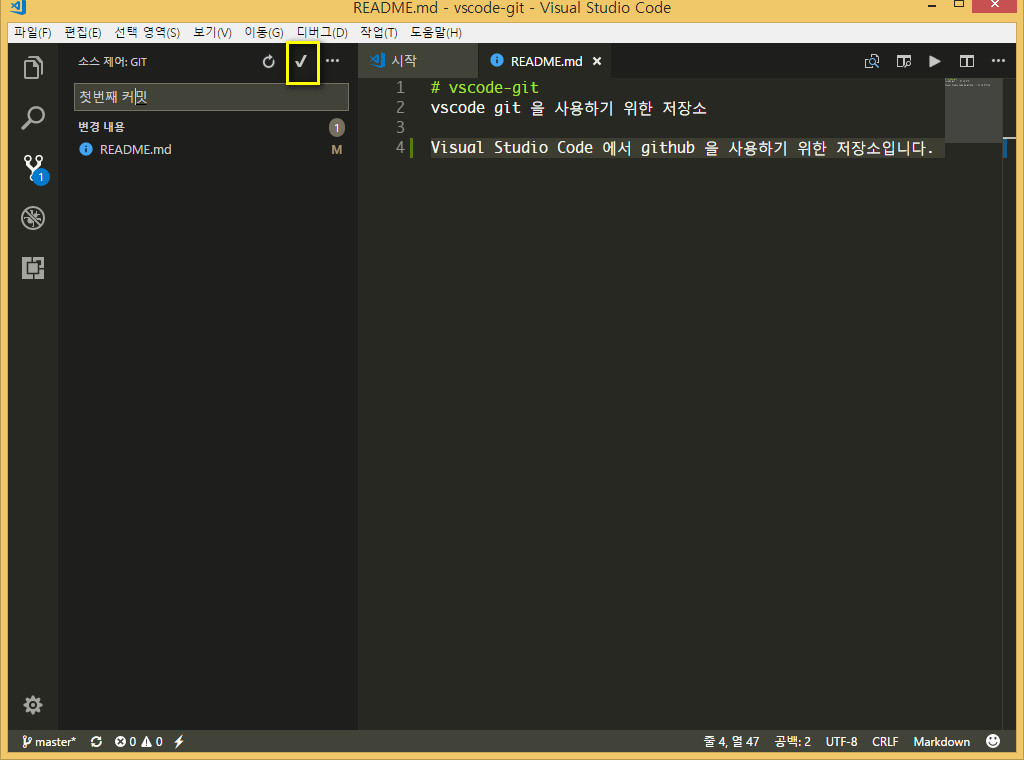 README.md - vscode-git - Visual Studio Code
파일(F) 편집(E) 선택 영역(S) 보기(V) 이동(G) 디버그(D) 작업(T) 도움말(H)
소스 제어: GIT
시작 README.md
첫번째 커밋
변경 내용 1
README.md M
1
1 # vscode-git
2 vscode git 을 사용하기 위한 저장소
3
4 Visual Studio Code 에서 github 을 사용하기 위한 저장소입니다.
master* 0 0 줄 4, 열 47 공백: 2 UTF-8 CRLF Markdown